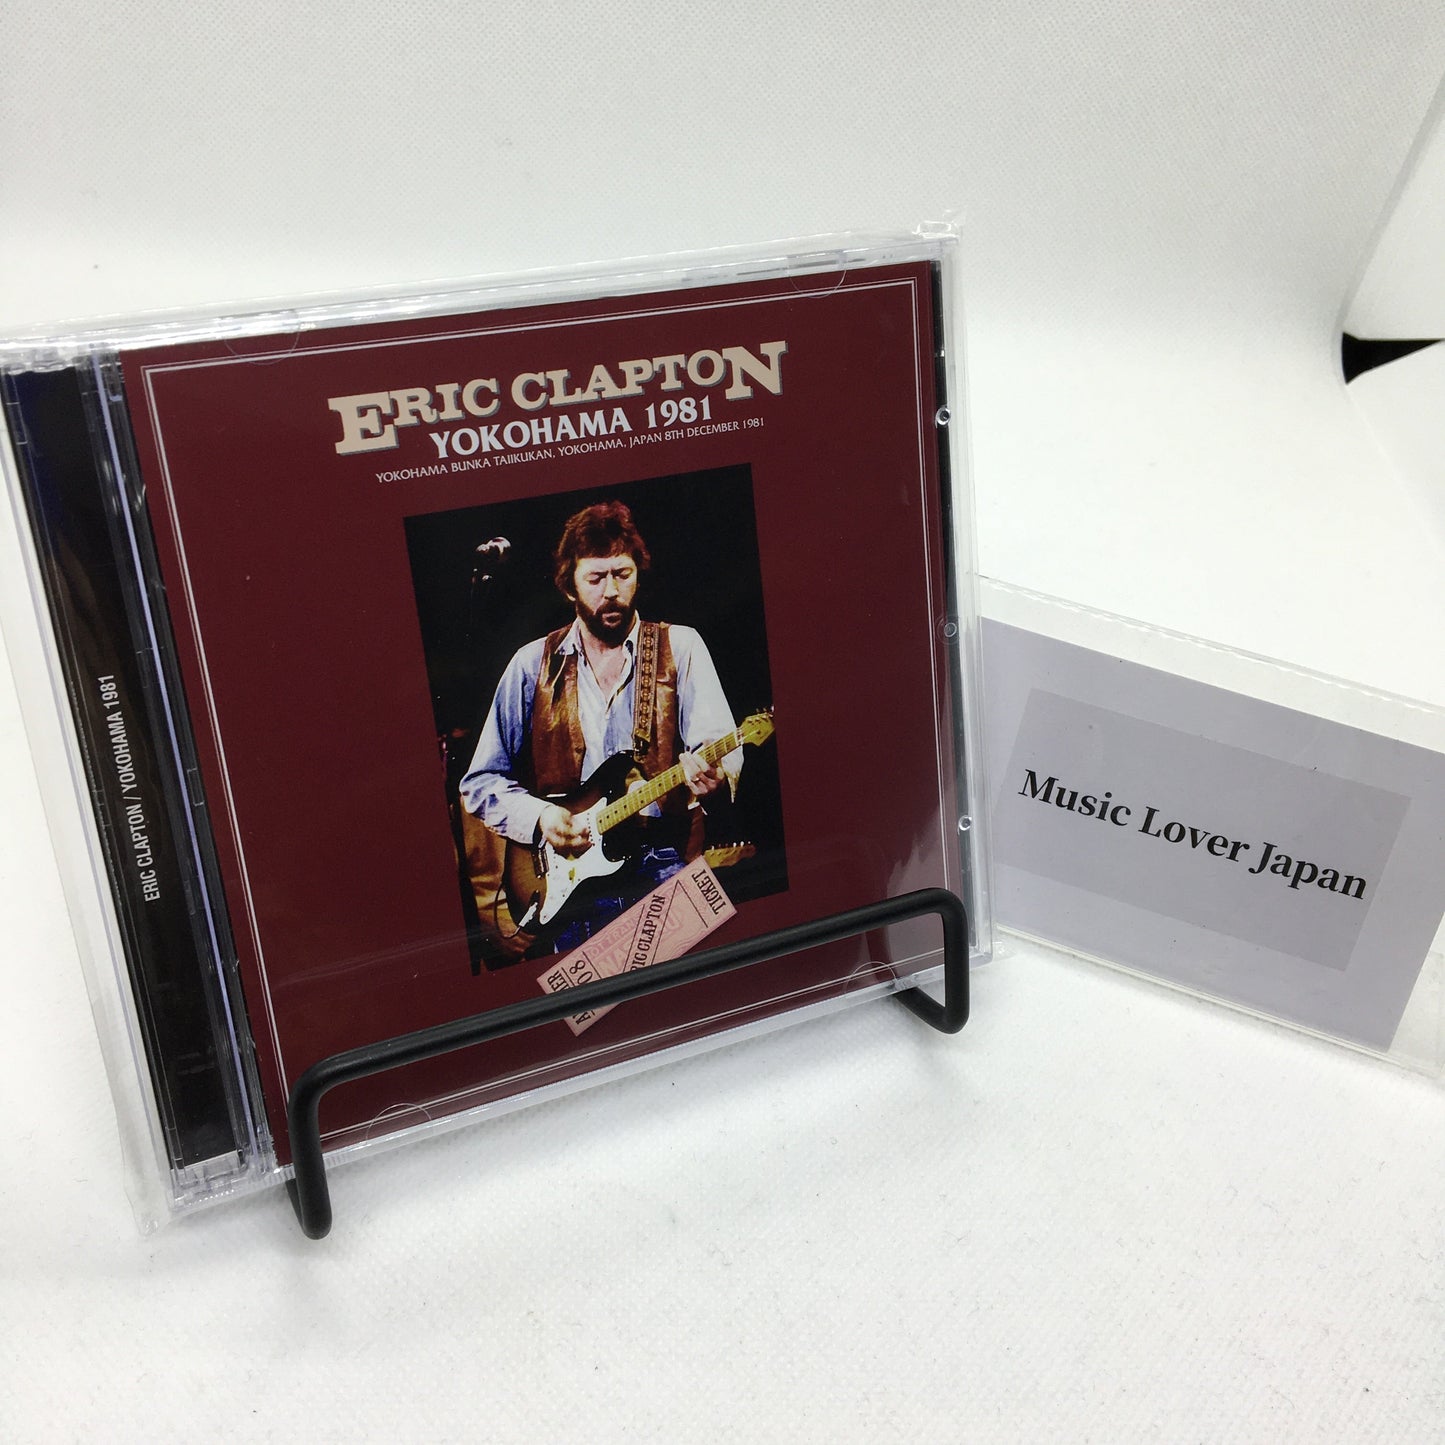 ERIC CLAPTON
YOKOHAMA 1981
YOKOHAMA BUNKA TAIIKUKAN, YOKOHAMA, JAPAN 8TH DECEMBER 1981
ERIC CLAPTON / YOKOHAMA 1981
TICKET
ERIC CLAPTON
Music Lover Japan